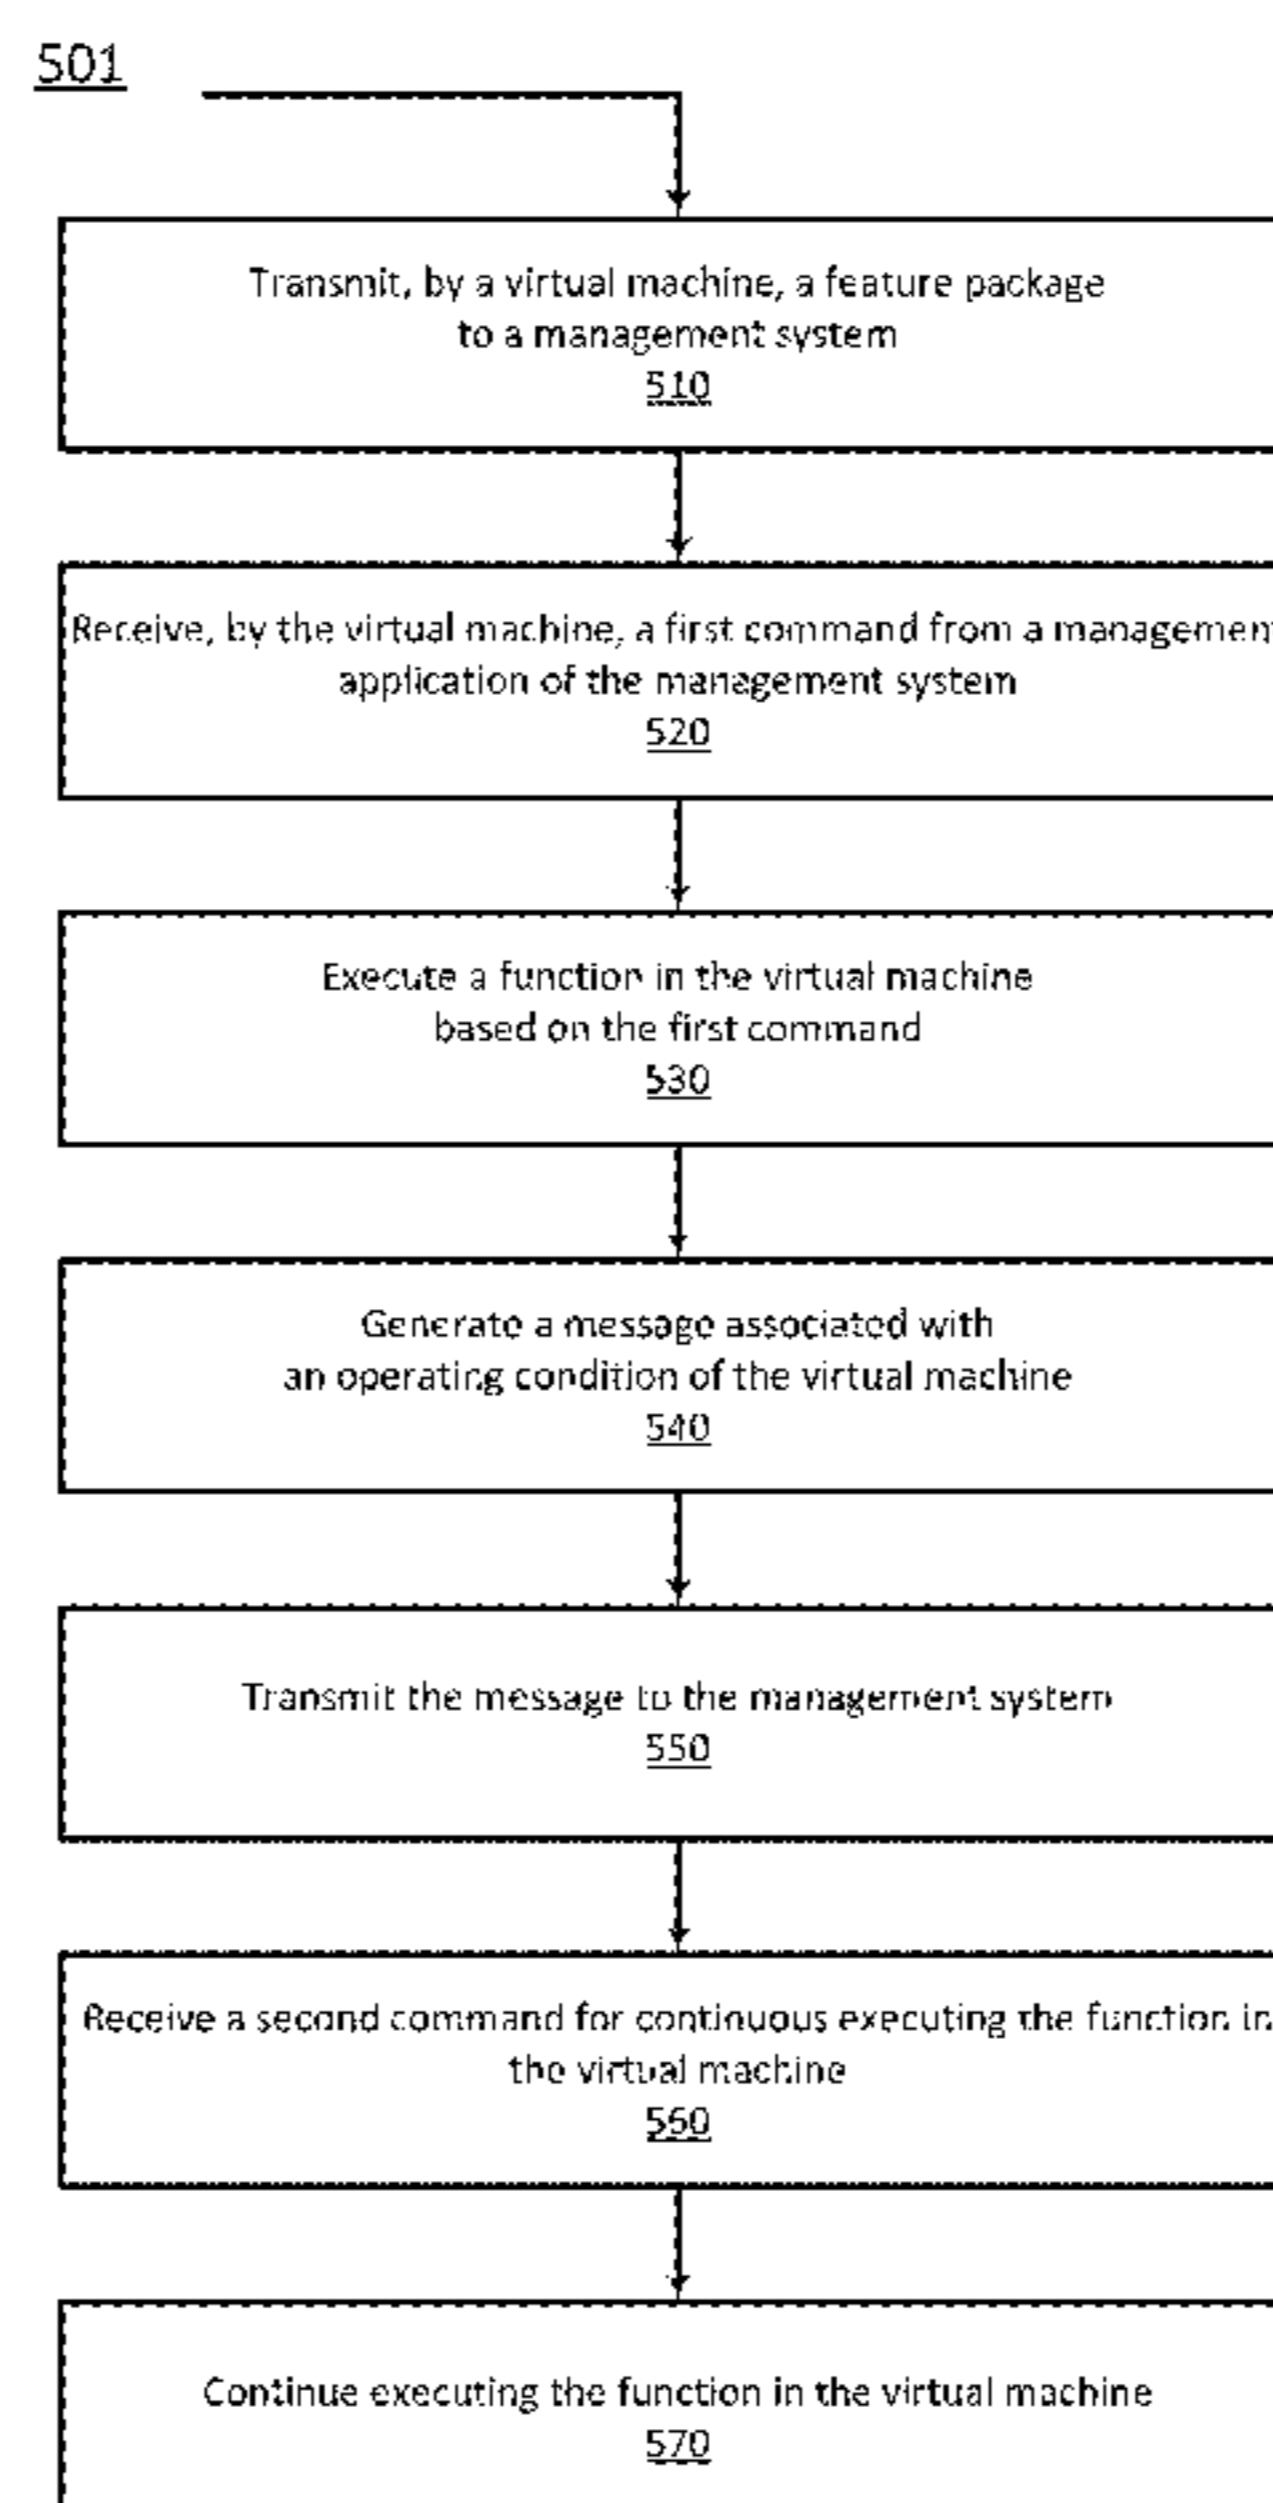 501
Transmit, by a virtual machine, a feature package
to a management system
510
Receive, by the virtual machine, a first command from a management
application of the management system
520
Execute a function in the virtual machine
based on the first command
530
Generate a message associated with
an operating condition of the virtual machine
540
Transmit the message to the management system
550
Receive a second command for continuous executing the function in
the virtual machine
560
Continue executing the function in the virtual machine
570